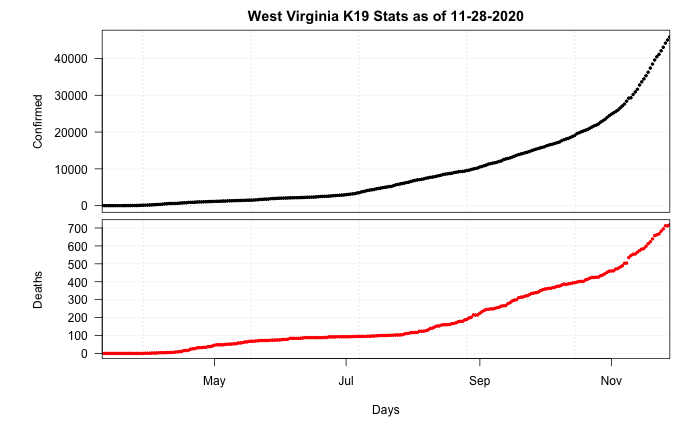 West Virginia K19 Stats as of 11-28-2020
Confirmed
40000
30000
20000
10000
0
Deaths
700
600
500
400
300
200
100
0
May Jul Sep Nov
Days